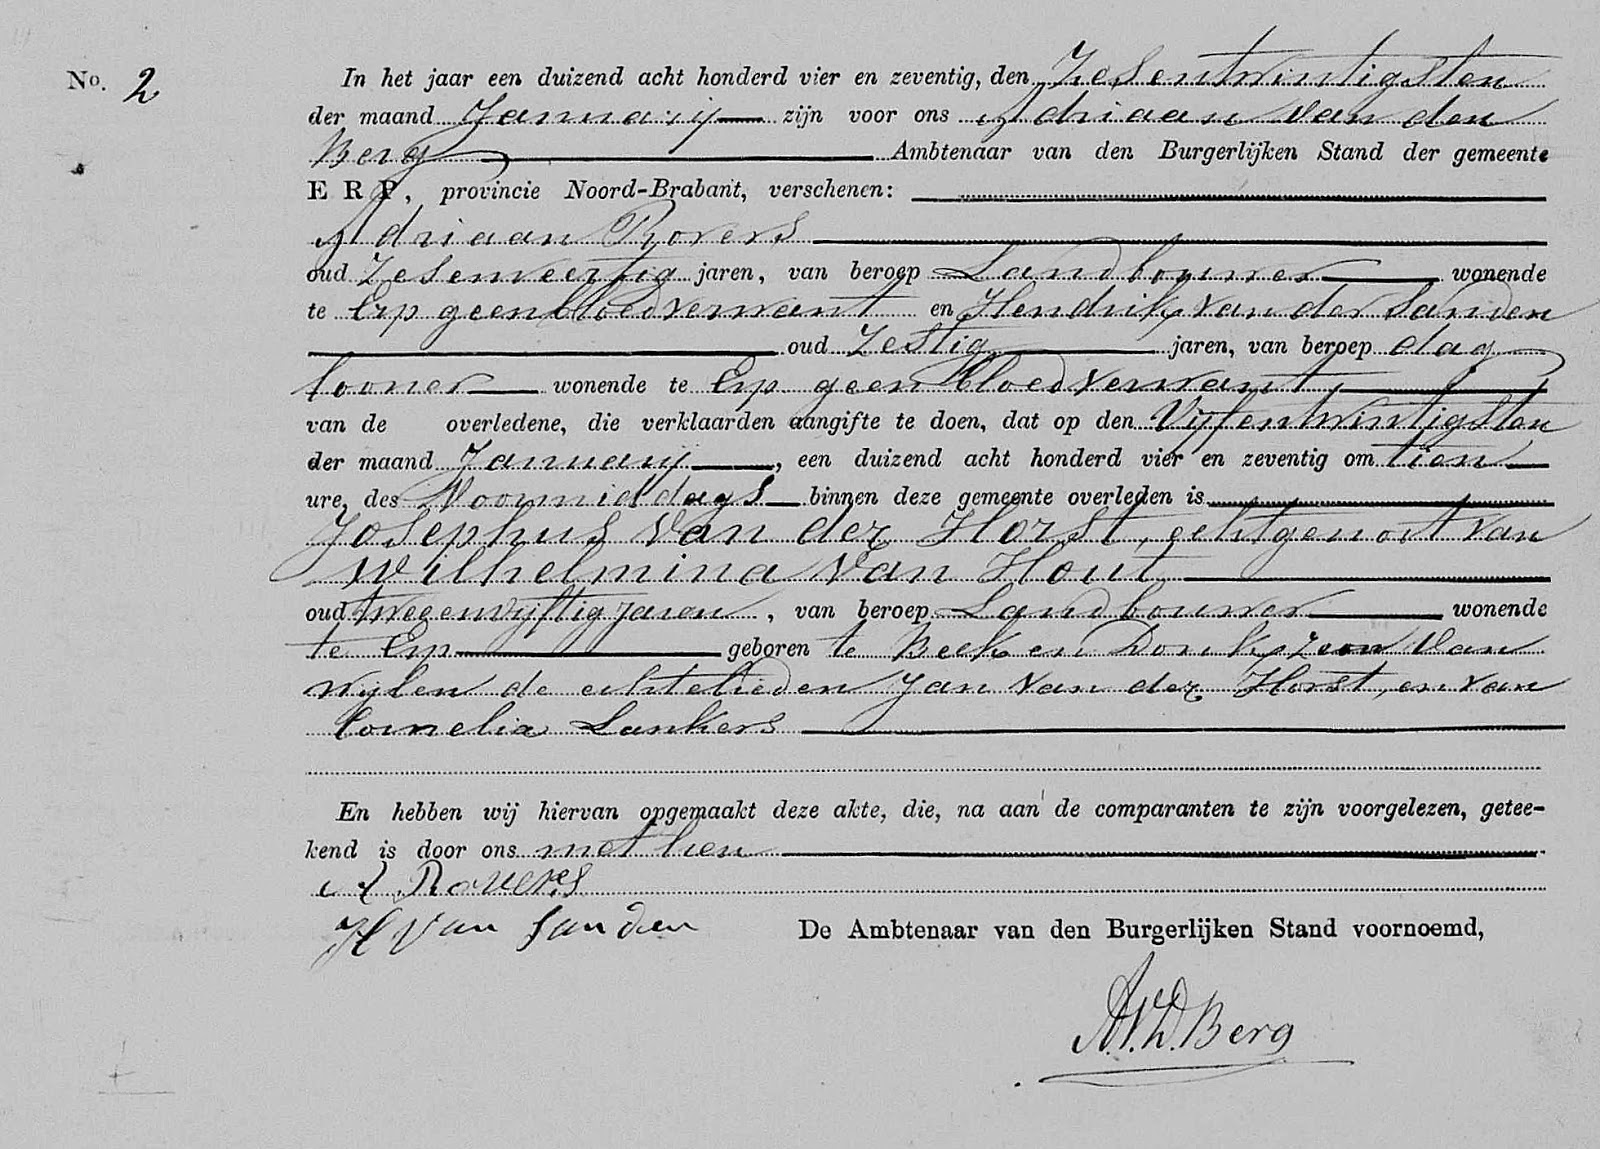 No. 2
In het jaar een duizend acht honderd vier en zeventig, den Zesentwintigsten
der maand Januarij zijn voor ons Adriaan van den
Berg Ambtenaar van den Burgerlijken Stand der gemeente
ERP, provincie Noord-Brabant, verschenen:
Adriaan Rovers
oud Zesenveertig jaren, van beroep Landbouwer wonende
te Erp geen bloedverwant en Hendrik van der Sanden
oud Zestig jaren, van beroep dag
looner wonende te Erp geen bloedverwant
van de overledene, die verklaarden aangifte te doen, dat op den Vijfentwintigsten
der maand Januarij, een duizend acht honderd vier en zeventig om tien
ure, des Voormiddags binnen deze gemeente overleden is
Josephus van der Horst, echtgenoot van
Wilhelmina van Hout
oud tweeenvijftig jaren, van beroep Landbouwer wonende
te Erp geboren te Beek en Donk, zoon van
wijlen de echtelieden Jan van der Horst, en van
Cornelia Lankers
En hebben wij hiervan opgemaakt deze akte, die, na aan de comparanten te zijn voorgelezen, getee-
kend is door ons met hen
A Rovers
H van Sanden
De Ambtenaar van den Burgerlijken Stand voornoemd,
A.V.D. Berg